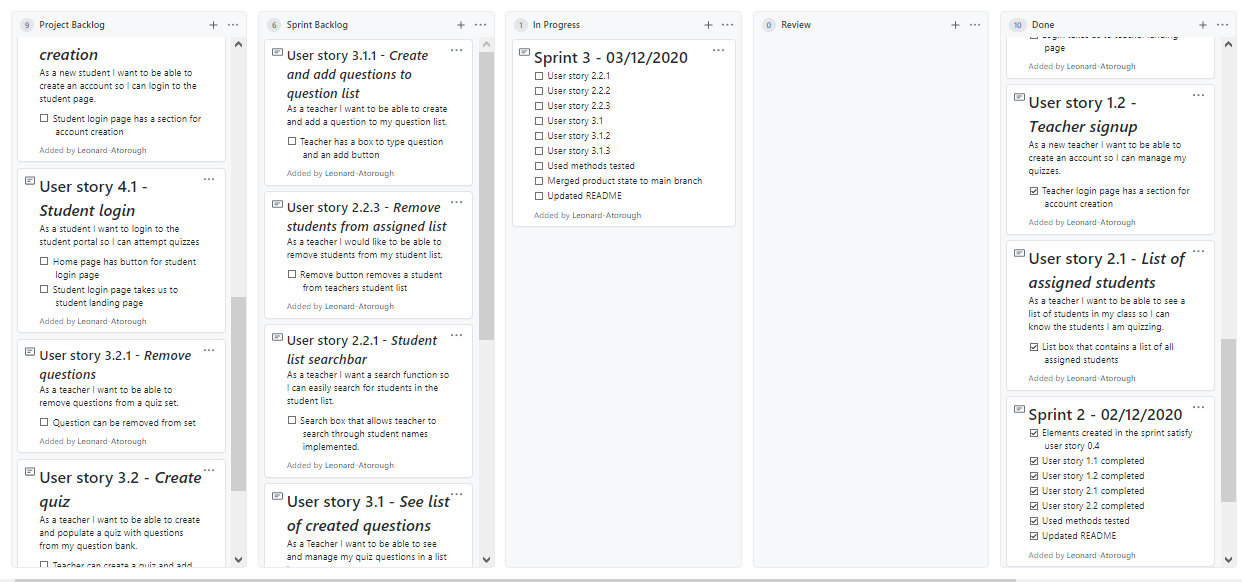 9 Project Backlog
creation
As a new student I want to be able to
create an account so I can login to the
student page.
Student login page has a section for
account creation
Added by Leonard-Atorough
User story 4.1 -
Student login
As a student I want to login to the
student portal so I can attempt quizzes
Home page has button for student
login page
Student login page takes us to
student landing page
Added by Leonard-Atorough
User story 3.2.1 - Remove
questions
As a teacher I want to be able to
remove questions from a quiz set.
Question can be removed from set
Added by Leonard-Atorough
User story 3.2 - Create
quiz
As a teacher I want to be able to create
and populate a quiz with questions
from my question bank.
Teacher can create a quiz and add
6 Sprint Backlog
User story 3.1.1 - Create
and add questions to
question list
As a teacher I want to be able to create
and add a question to my question list.
Teacher has a box to type question
and an add button
Added by Leonard-Atorough
User story 2.2.3 - Remove
students from assigned list
As a teacher I would like to be able to
remove students from my student list.
Remove button removes a student
from teachers student list
Added by Leonard-Atorough
User story 2.2.1 - Student
list searchbar
As a teacher I want a search function so
I can easily search for students in the
student list.
Search box that allows teacher to
search through student names
implemented.
Added by Leonard-Atorough
User story 3.1 - See list
of created questions
As a Teacher I want to be able to see
and manage my quiz questions in a list
1 In Progress
Sprint 3 - 03/12/2020
User story 2.2.1
User story 2.2.2
User story 2.2.3
User story 3.1
User story 3.1.2
User story 3.1.3
Used methods tested
Merged product state to main branch
Updated README
Added by Leonard-Atorough
0 Review
10 Done
Login takes us to teacher landing
page
Added by Leonard-Atorough
User story 1.2 -
Teacher signup
As a new teacher I want to be able to
create an account so I can manage my
quizzes.
Teacher login page has a section for
account creation
Added by Leonard-Atorough
User story 2.1 - List of
assigned students
As a teacher I want to be able to see a
list of students in my class so I can
know the students I am quizzing.
List box that contains a list of all
assigned students
Added by Leonard-Atorough
Sprint 2 - 02/12/2020
Elements created in the sprint satisfy
user story 0.4
User story 1.1 completed
User story 1.2 completed
User story 2.1 completed
User story 2.2 completed
Used methods tested
Updated README
Added by Leonard-Atorough